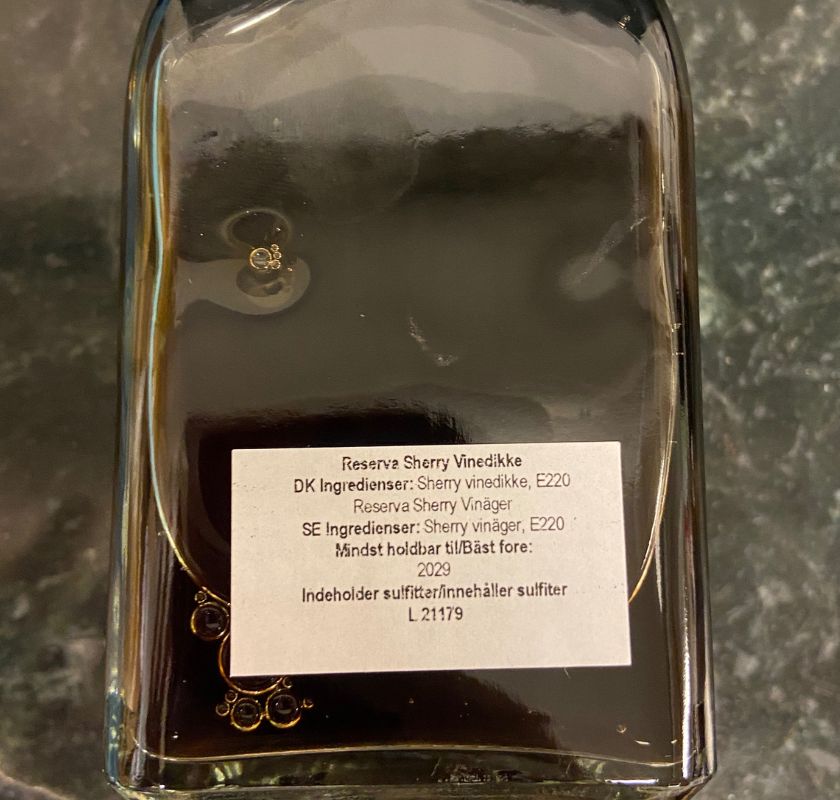 Reserva Sherry Vinedikke
DK Ingredienser: Sherry vinedikke, E220
Reserva Sherry Vinäger
SE Ingredienser: Sherry vinäger, E220
Mindst holdbar til/Bäst fore:
2029
Indeholder sulfitter/innehåller sulfiter
L 21179